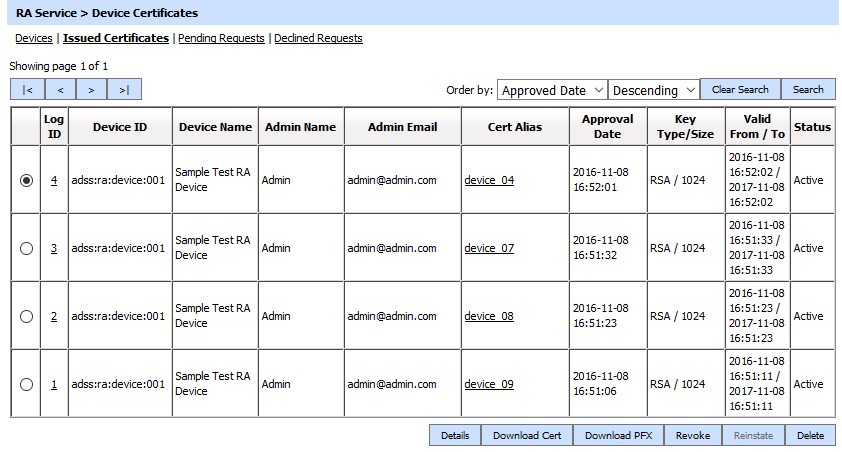 RA Service > Device Certificates
Devices | Issued Certificates | Pending Requests | Declined Requests
Showing page 1 of 1
|< < > >| Order by: Approved Date Descending Clear Search Search
Log ID Device ID Device Name Admin Name Admin Email Cert Alias Approval Date Key Type/Size Valid From / To Status
4 adss:ra:device:001 Sample Test RA Device Admin admin@admin.com device_04 2016-11-08 16:52:01 RSA / 1024 2016-11-08 16:52:02 / 2017-11-08 16:52:02 Active
3 adss:ra:device:001 Sample Test RA Device Admin admin@admin.com device_07 2016-11-08 16:51:32 RSA / 1024 2016-11-08 16:51:33 / 2017-11-08 16:51:33 Active
2 adss:ra:device:001 Sample Test RA Device Admin admin@admin.com device_08 2016-11-08 16:51:23 RSA / 1024 2016-11-08 16:51:23 / 2017-11-08 16:51:23 Active
1 adss:ra:device:001 Sample Test RA Device Admin admin@admin.com device_09 2016-11-08 16:51:06 RSA / 1024 2016-11-08 16:51:11 / 2017-11-08 16:51:11 Active
Details Download Cert Download PFX Revoke Reinstate Delete